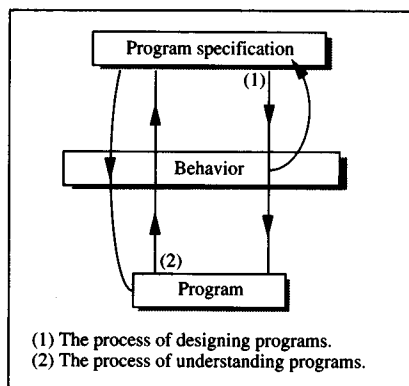 Program specification
(1)
Behavior
(2)
Program
(1) The process of designing programs.
(2) The process of understanding programs.